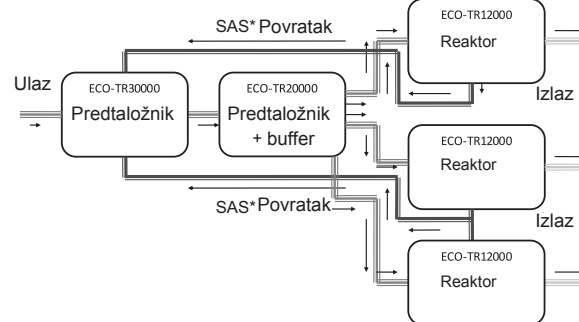 ECO-TR12000
Reaktor
SAS* Povratak
Ulaz
ECO-TR30000
Predtaložnik
ECO-TR20000
Predtaložnik
+ buffer
Izlaz
ECO-TR12000
Reaktor
SAS* Povratak
Izlaz
ECO-TR12000
Reaktor